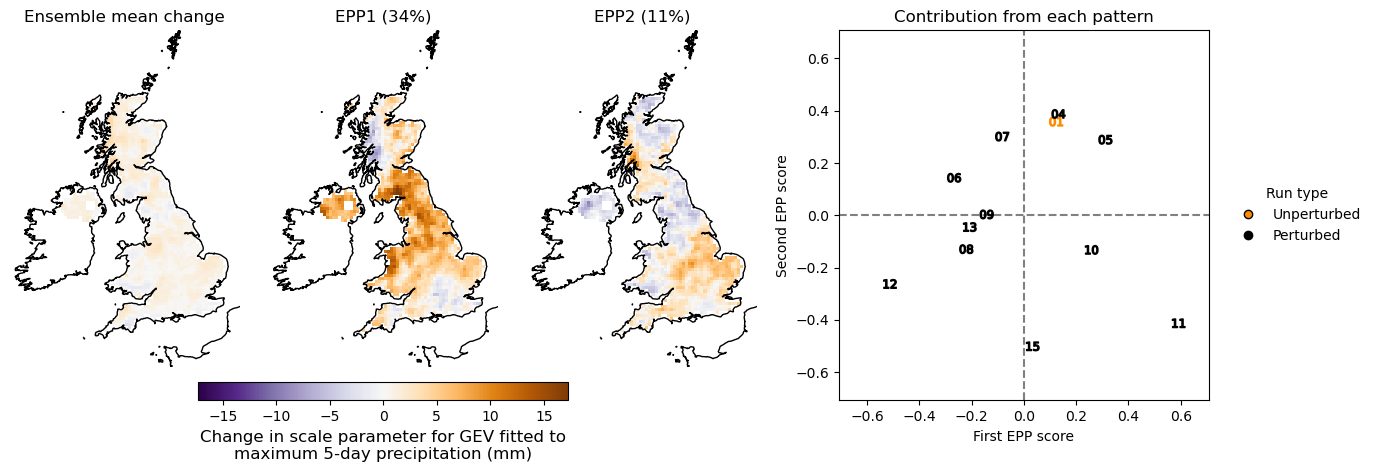 Ensemble mean change
EPP1 (34%)
EPP2 (11%)
Contribution from each pattern
−15 −10 −5 0 5 10 15
Change in scale parameter for GEV fitted to
maximum 5-day precipitation (mm)
Second EPP score
0.6
0.4
0.2
0.0
−0.2
−0.4
−0.6
04
01
07
05
06
09
13
08
10
12
11
15
−0.6 −0.4 −0.2 0.0 0.2 0.4 0.6
First EPP score
Run type
Unperturbed
Perturbed